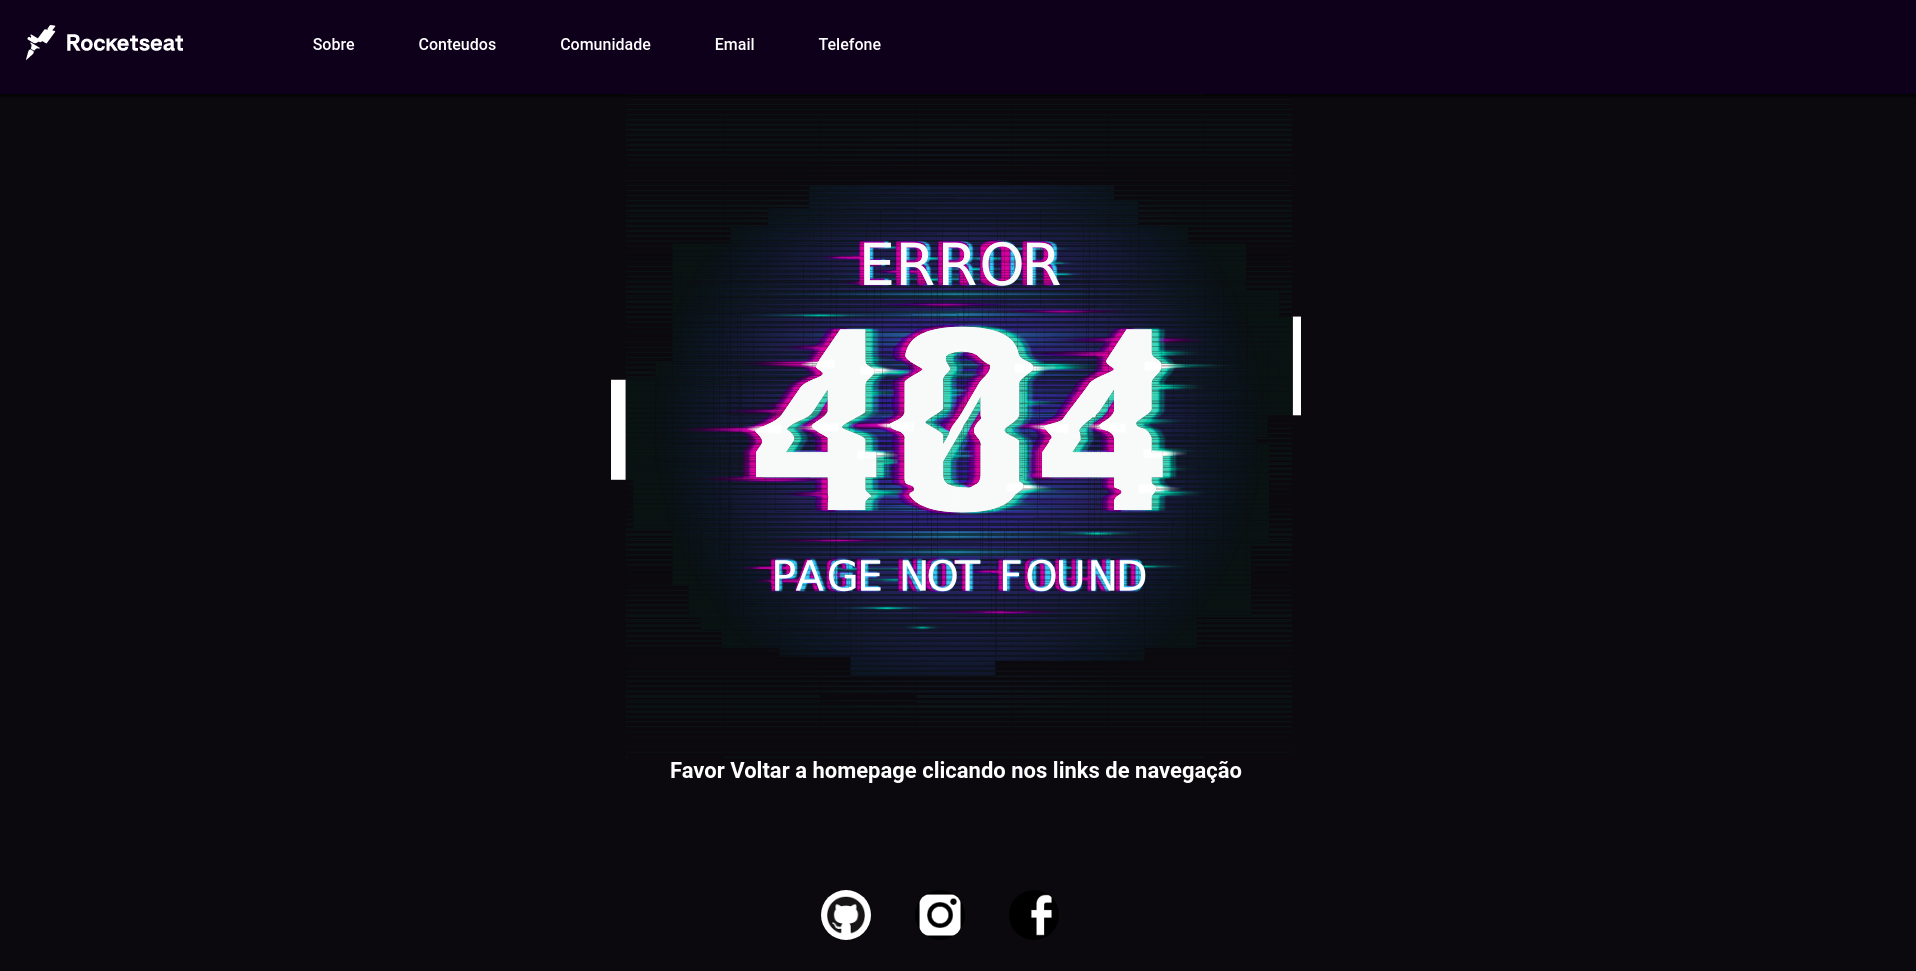 Rocketseat
Sobre Conteudos Comunidade Email Telefone
ERROR
404
PAGE NOT FOUND
Favor Voltar a homepage clicando nos links de navegação